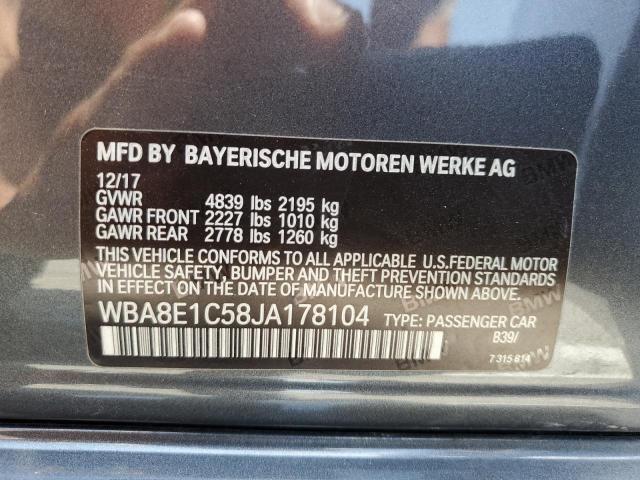 MFD BY BAYERISCHE MOTOREN WERKE AG
12/17
GVWR 4839 lbs 2195 kg
GAWR FRONT 2227 lbs 1010 kg
GAWR REAR 2778 lbs 1260 kg
THIS VEHICLE CONFORMS TO ALL APPLICABLE U.S.FEDERAL MOTOR
VEHICLE SAFETY, BUMPER AND THEFT PREVENTION STANDARDS
IN EFFECT ON THE DATE OF MANUFACTURE SHOWN ABOVE.
WBA8E1C58JA178104 TYPE: PASSENGER CAR
B39/
7 315 814